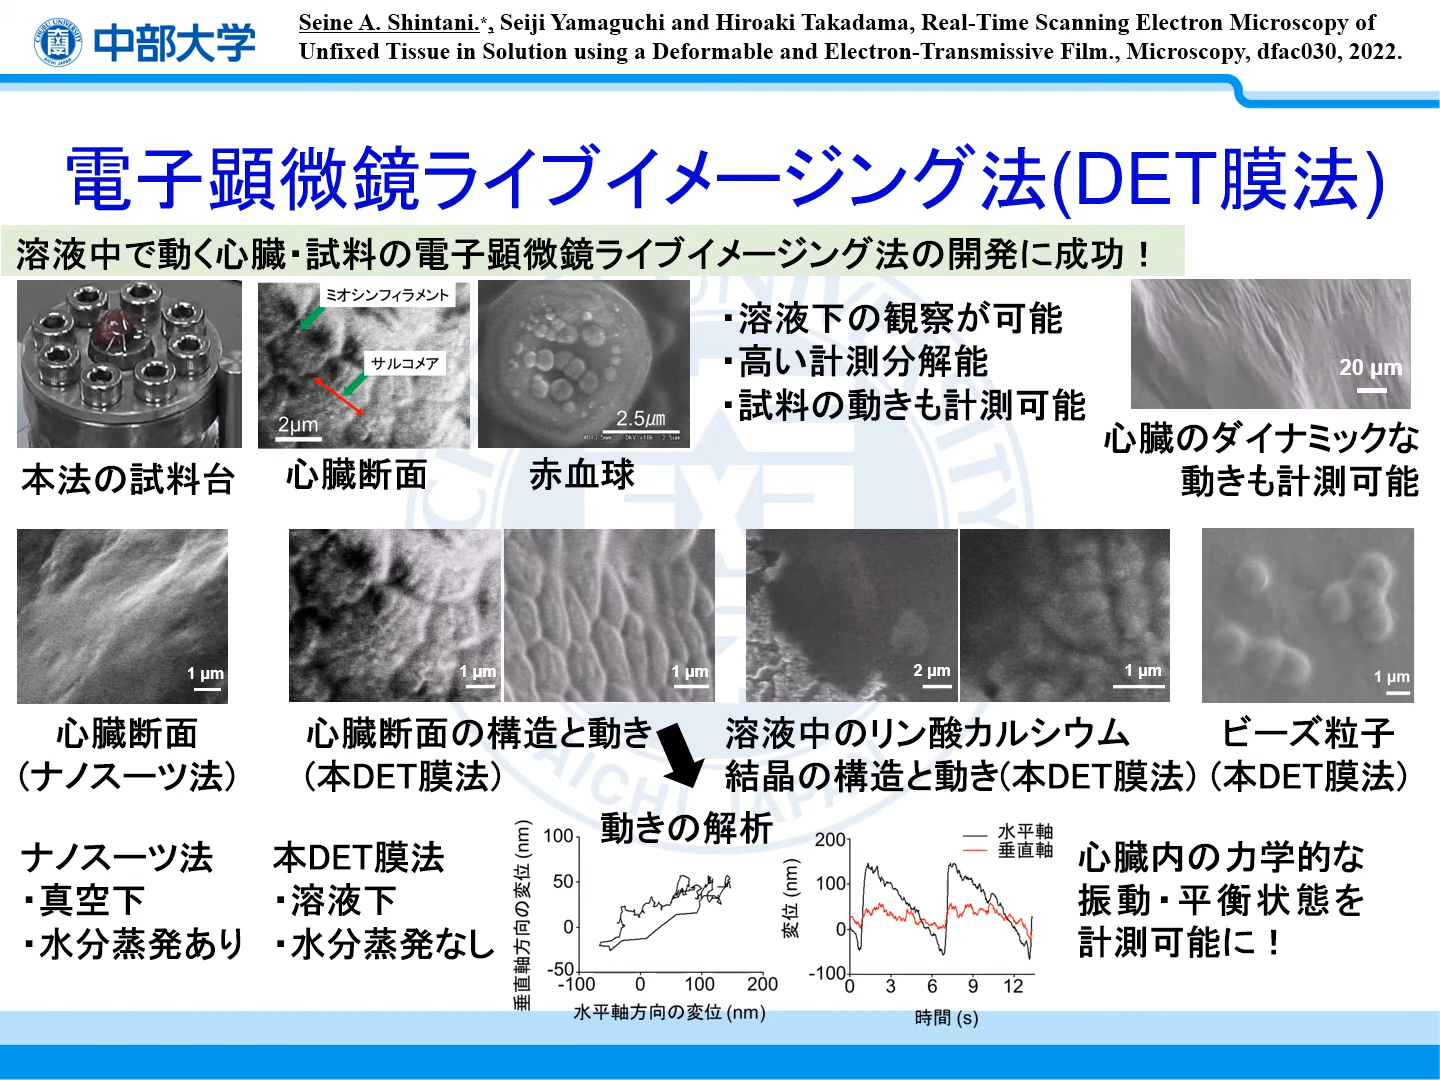 中部大学
Seine A. Shintani.*, Seiji Yamaguchi and Hiroaki Takadama, Real-Time Scanning Electron Microscopy of
Unfixed Tissue in Solution using a Deformable and Electron-Transmissive Film., Microscopy, dfac030, 2022.
電子顕微鏡ライブイメージング法(DET膜法)
溶液中で動く心臓・試料の電子顕微鏡ライブイメージング法の開発に成功！
ミオシンフィラメント
サルコメア
2μm
2.5㎛
本法の試料台
心臓断面
赤血球
・溶液下の観察が可能
・高い計測分解能
・試料の動きも計測可能
20 μm
心臓のダイナミックな
動きも計測可能
1 μm
1 μm
1 μm
2 μm
1 μm
1 μm
心臓断面
(ナノスーツ法)
心臓断面の構造と動き
(本DET膜法)
溶液中のリン酸カルシウム
結晶の構造と動き(本DET膜法)
ビーズ粒子
(本DET膜法)
ナノスーツ法
・真空下
・水分蒸発あり
本DET膜法
・溶液下
・水分蒸発なし
動きの解析
垂直軸方向の変位 (nm)
100
50
0
-50
-100
0
100
200
水平軸方向の変位 (nm)
変位 (nm)
200
100
0
-100
0
3
6
9
12
時間 (s)
水平軸
垂直軸
心臓内の力学的な
振動・平衡状態を
計測可能に！